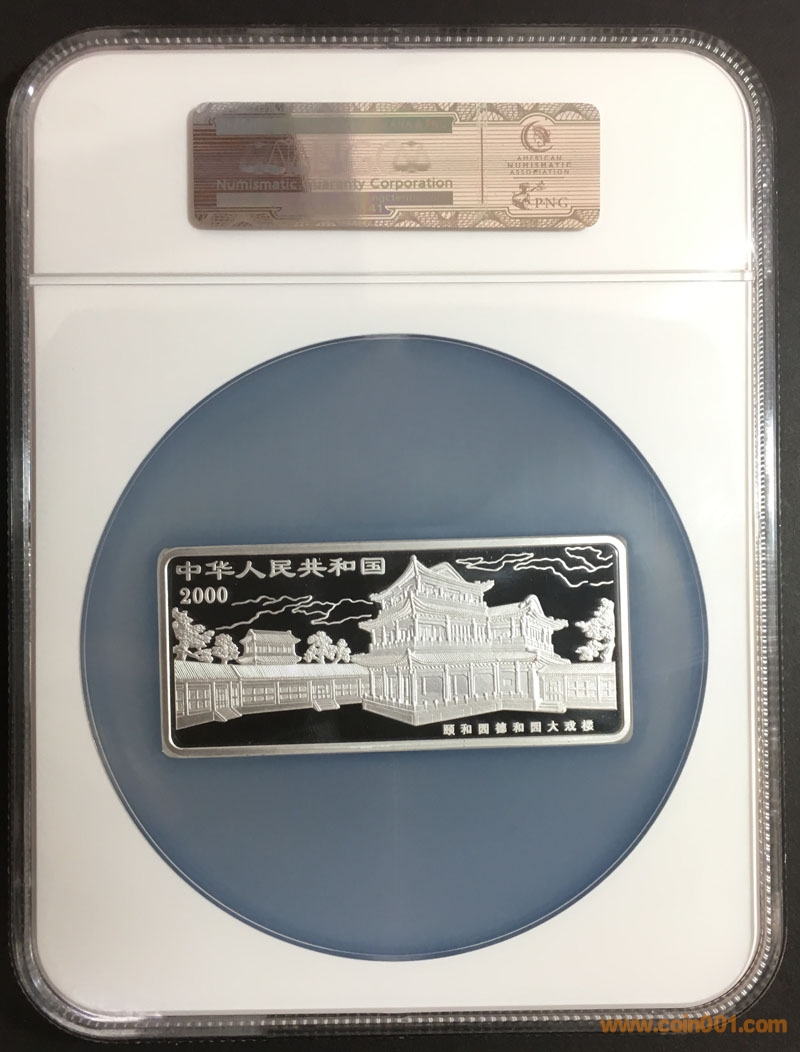 AMERICAN
NUMISMATIC
ASSOCIATION
Numismatic Guaranty Corporation
PNG
中华人民共和国
2000
颐和园德和园大戏楼
www.coin001.com